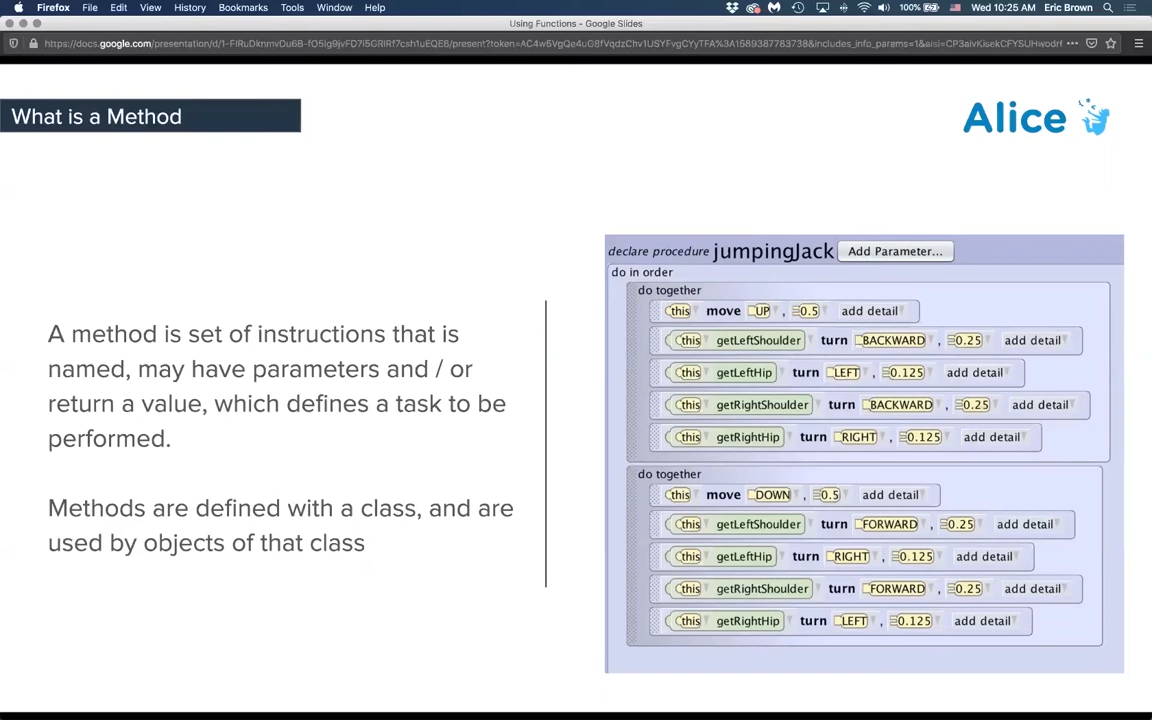 Firefox File Edit View History Bookmarks Tools Window Help 100% Wed 10:25 AM Eric Brown
Using Functions - Google Slides
What is a Method
Alice
A method is set of instructions that is
named, may have parameters and / or
return a value, which defines a task to be
performed.
Methods are defined with a class, and are
used by objects of that class
declare procedure jumpingJack Add Parameter...
do in order
do together
this move UP , 0.5 add detail
this getLeftShoulder turn BACKWARD , 0.25 add detail
this getLeftHip turn LEFT , 0.125 add detail
this getRightShoulder turn BACKWARD , 0.25 add detail
this getRightHip turn RIGHT , 0.125 add detail
do together
this move DOWN , 0.5 add detail
this getLeftShoulder turn FORWARD , 0.25 add detail
this getLeftHip turn RIGHT , 0.125 add detail
this getRightShoulder turn FORWARD , 0.25 add detail
this getRightHip turn LEFT , 0.125 add detail